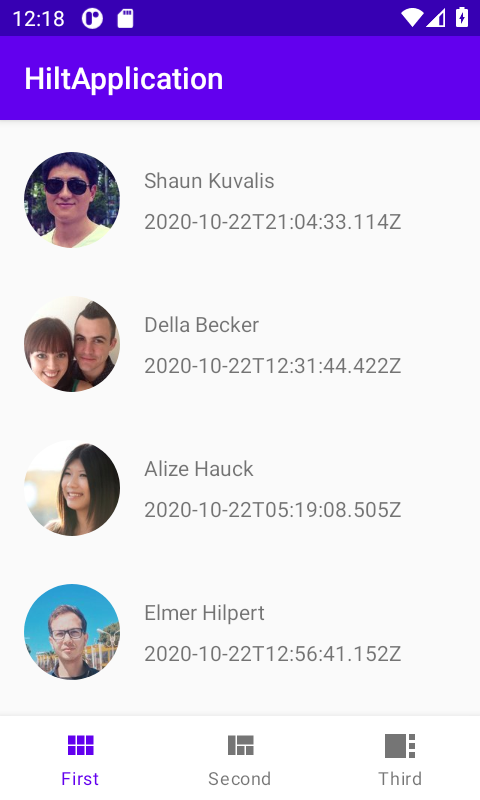 12:18
HiltApplication
Shaun Kuvalis
2020-10-22T21:04:33.114Z
Della Becker
2020-10-22T12:31:44.422Z
Alize Hauck
2020-10-22T05:19:08.505Z
Elmer Hilpert
2020-10-22T12:56:41.152Z
First Second Third